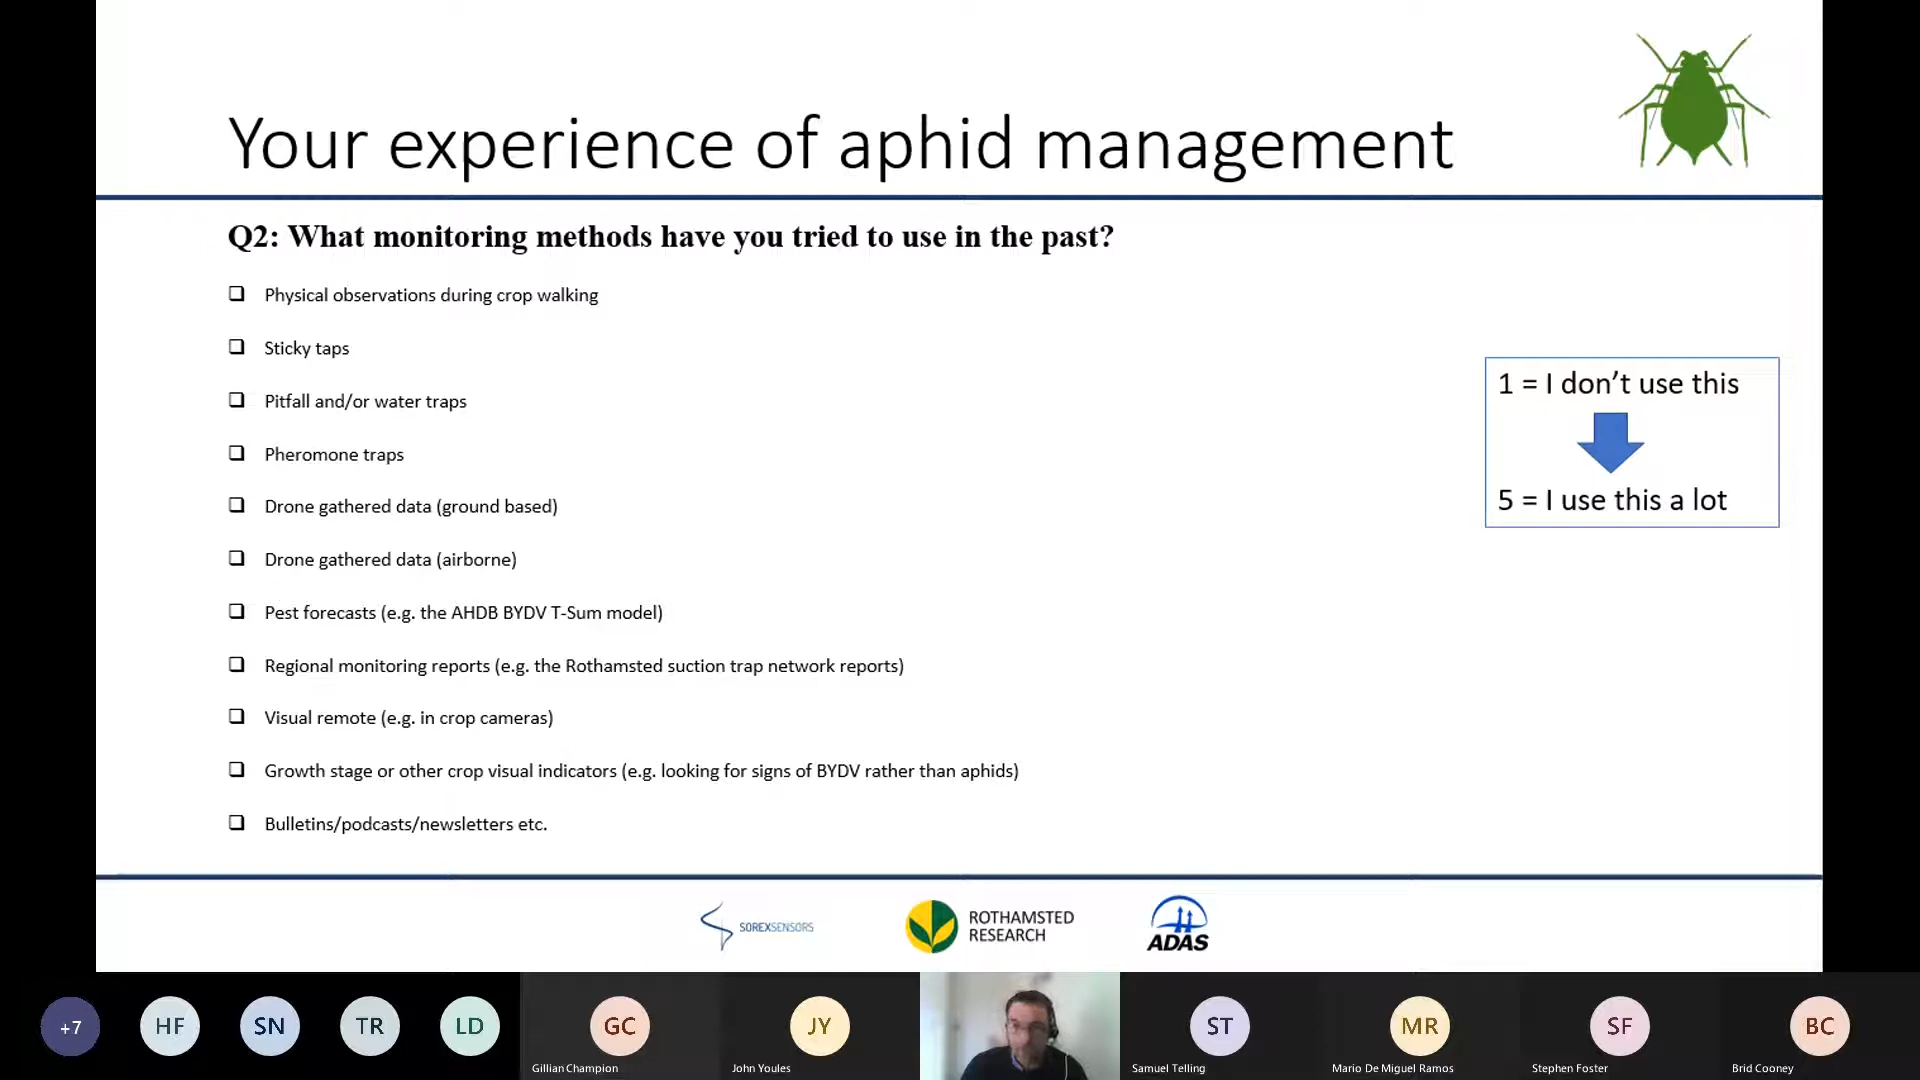 Your experience of aphid management
Q2: What monitoring methods have you tried to use in the past?
Physical observations during crop walking
Sticky taps
Pitfall and/or water traps
Pheromone traps
Drone gathered data (ground based)
Drone gathered data (airborne)
Pest forecasts (e.g. the AHDB BYDV T-Sum model)
Regional monitoring reports (e.g. the Rothamsted suction trap network reports)
Visual remote (e.g. in crop cameras)
Growth stage or other crop visual indicators (e.g. looking for signs of BYDV rather than aphids)
Bulletins/podcasts/newsletters etc.
1 = I don't use this
5 = I use this a lot
SOREXSENSORS
ROTHAMSTED
RESEARCH
ADAS
+7
HF
SN
TR
LD
GC
JY
ST
MR
SF
BC
Gillian Champion
John Youles
Samuel Telling
Mario De Miguel Ramos
Stephen Foster
Brid Cooney